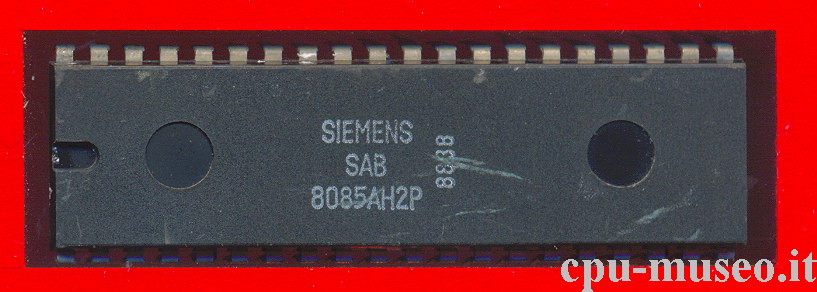 SIEMENS
SAB
8085AH2P
8838
cpu-museo.it